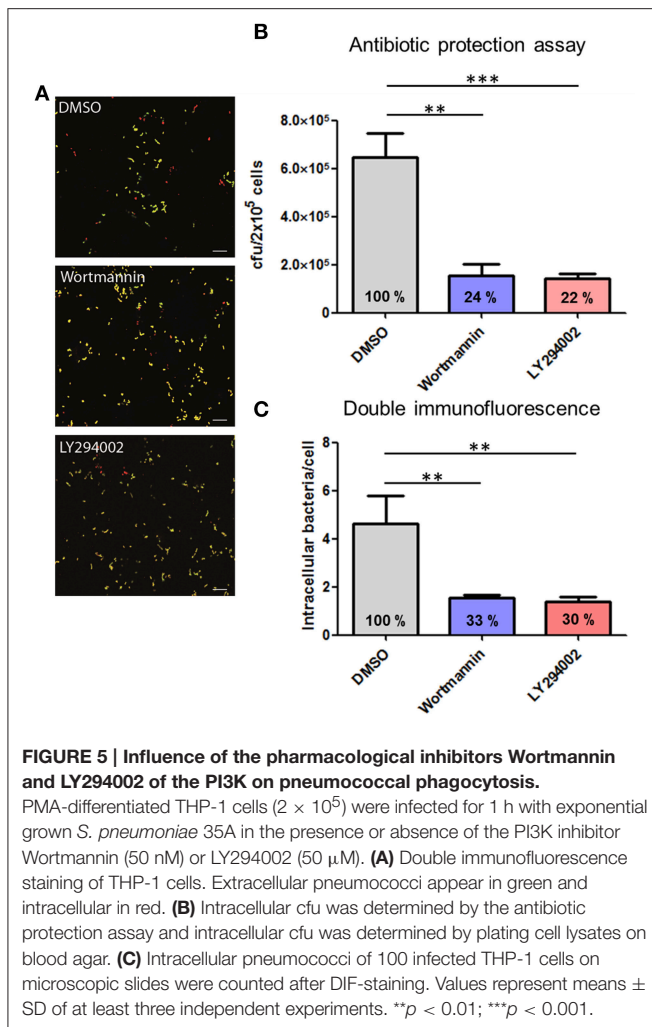 A
DMSO
Wortmannin
LY294002
B
Antibiotic protection assay
***
**
8.0×10⁵
6.0×10⁵
4.0×10⁵
2.0×10⁵
0
cfu/2x10⁵ cells
100 %
24 %
22 %
DMSO
Wortmannin
LY294002
C
Double immunofluorescence
**
**
8
6
4
2
0
Intracellular bacteria/cell
100 %
33 %
30 %
DMSO
Wortmannin
LY294002
FIGURE 5 | Influence of the pharmacological inhibitors Wortmannin
and LY294002 of the PI3K on pneumococcal phagocytosis.
PMA-differentiated THP-1 cells (2 × 10⁵) were infected for 1 h with exponential
grown S. pneumoniae 35A in the presence or absence of the PI3K inhibitor
Wortmannin (50 nM) or LY294002 (50 μM). (A) Double immunofluorescence
staining of THP-1 cells. Extracellular pneumococci appear in green and
intracellular in red. (B) Intracellular cfu was determined by the antibiotic
protection assay and intracellular cfu was determined by plating cell lysates on
blood agar. (C) Intracellular pneumococci of 100 infected THP-1 cells on
microscopic slides were counted after DIF-staining. Values represent means ±
SD of at least three independent experiments. **p < 0.01; ***p < 0.001.